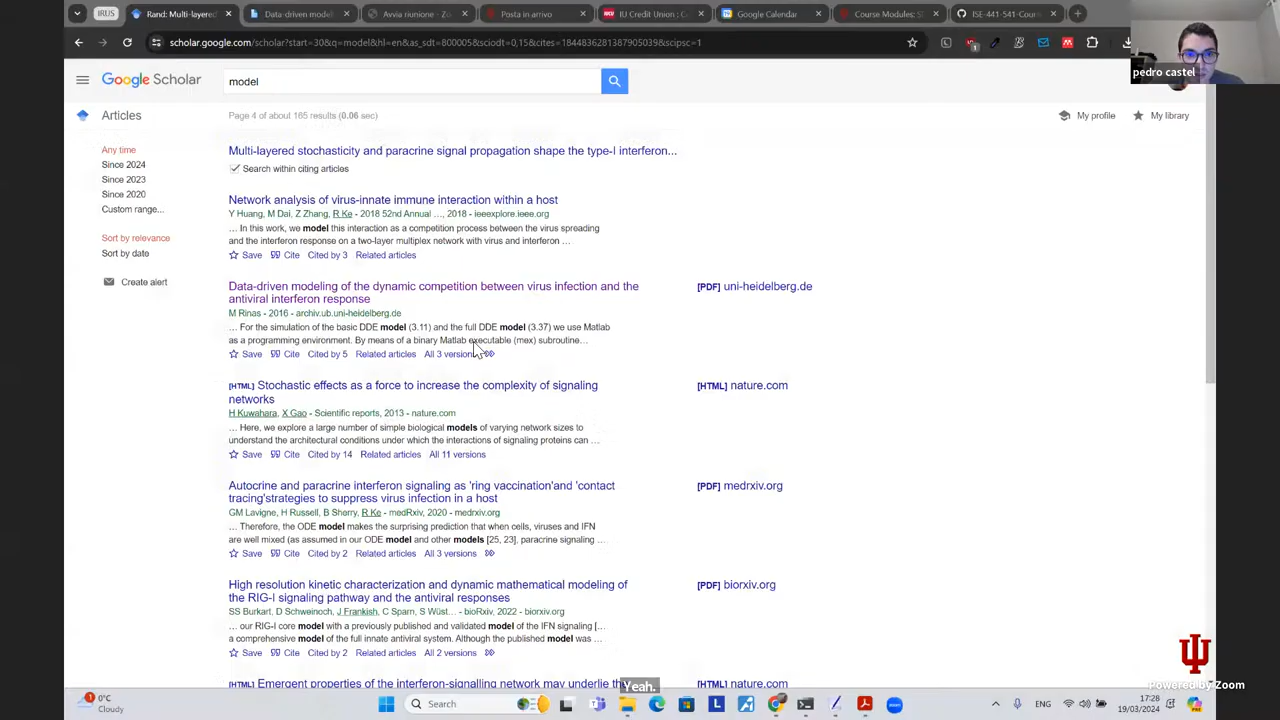 IRUS
Rand: Multi-layered
Data-driven model
Avvia riunione - Zo
Posta in arrivo
IU Credit Union : C
Google Calendar
Course Modules: S
ISE-441-541-Course
scholar.google.com/scholar?start=30&q=model&hl=en&as_sdt=800005&sciodt=0,15&cites=1844836281387905039&scipsc=1
pedro castel
Google Scholar
model
Articles
Page 4 of about 165 results (0.06 sec)
My profile
My library
Any time
Since 2024
Since 2023
Since 2020
Custom range...
Sort by relevance
Sort by date
Create alert
Multi-layered stochasticity and paracrine signal propagation shape the type-I interferon...
Search within citing articles
Network analysis of virus-innate immune interaction within a host
Y Huang, M Dai, Z Zhang, R Ke - 2018 52nd Annual …, 2018 - ieeexplore.ieee.org
… In this work, we model this interaction as a competition process between the virus spreading
and the interferon response on a two-layer multiplex network with virus and interferon …
Save Cite Cited by 3 Related articles
Data-driven modeling of the dynamic competition between virus infection and the
antiviral interferon response
[PDF] uni-heidelberg.de
M Rinas - 2016 - archiv.ub.uni-heidelberg.de
… For the simulation of the basic DDE model (3.11) and the full DDE model (3.37) we use Matlab
as a programming environment. By means of a binary Matlab executable (mex) subroutine…
Save Cite Cited by 5 Related articles All 3 versions
[HTML] Stochastic effects as a force to increase the complexity of signaling
networks
[HTML] nature.com
H Kuwahara, X Gao - Scientific reports, 2013 - nature.com
… Here, we explore a large number of simple biological models of varying network sizes to
understand the architectural conditions under which the interactions of signaling proteins can …
Save Cite Cited by 14 Related articles All 11 versions
Autocrine and paracrine interferon signaling as 'ring vaccination'and 'contact
tracing'strategies to suppress virus infection in a host
[PDF] medrxiv.org
GM Lavigne, H Russell, B Sherry, R Ke - medRxiv, 2020 - medrxiv.org
… Therefore, the ODE model makes the surprising prediction that when cells, viruses and IFN
are well mixed (as assumed in our ODE model and other models [25, 23], paracrine signaling …
Save Cite Cited by 2 Related articles All 3 versions
High resolution kinetic characterization and dynamic mathematical modeling of
the RIG-I signaling pathway and the antiviral responses
[PDF] biorxiv.org
SS Burkart, D Schweinoch, J Frankish, C Sparn, S Wüst… - bioRxiv, 2022 - biorxiv.org
… our RIG-I core model with a previously published and validated model of the IFN signaling […
a comprehensive model of the full innate antiviral system. Although the published model was …
Save Cite Cited by 2 Related articles All 2 versions
[HTML] Emergent properties of the interferon-signalling network may underlie th
[HTML] nature.com
Yeah.
Powered by Zoom
0°C
Cloudy
Search
ENG
17:28
19/03/2024